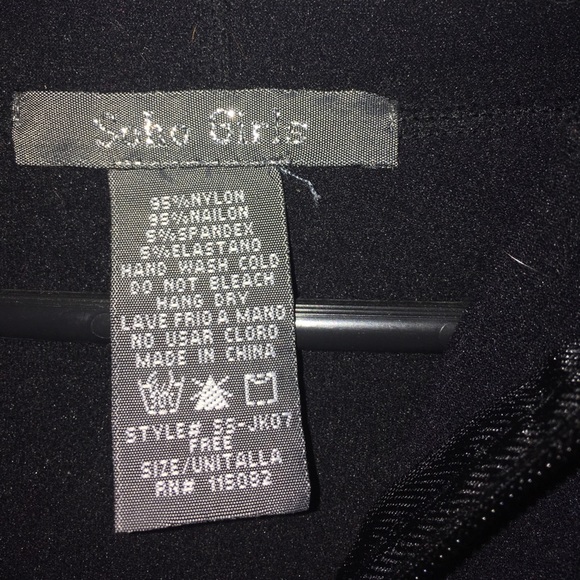 Soho Girls
95%NYLON
95%NAILON
5%SPANDEX
5%ELASTANO
HAND WASH COLD
DO NOT BLEACH
HANG DRY
LAVE FRIO A MANO
NO USAR CLORO
MADE IN CHINA
STYLE# SS-JK07
FREE
SIZE/UNITALLA
RN# 115092